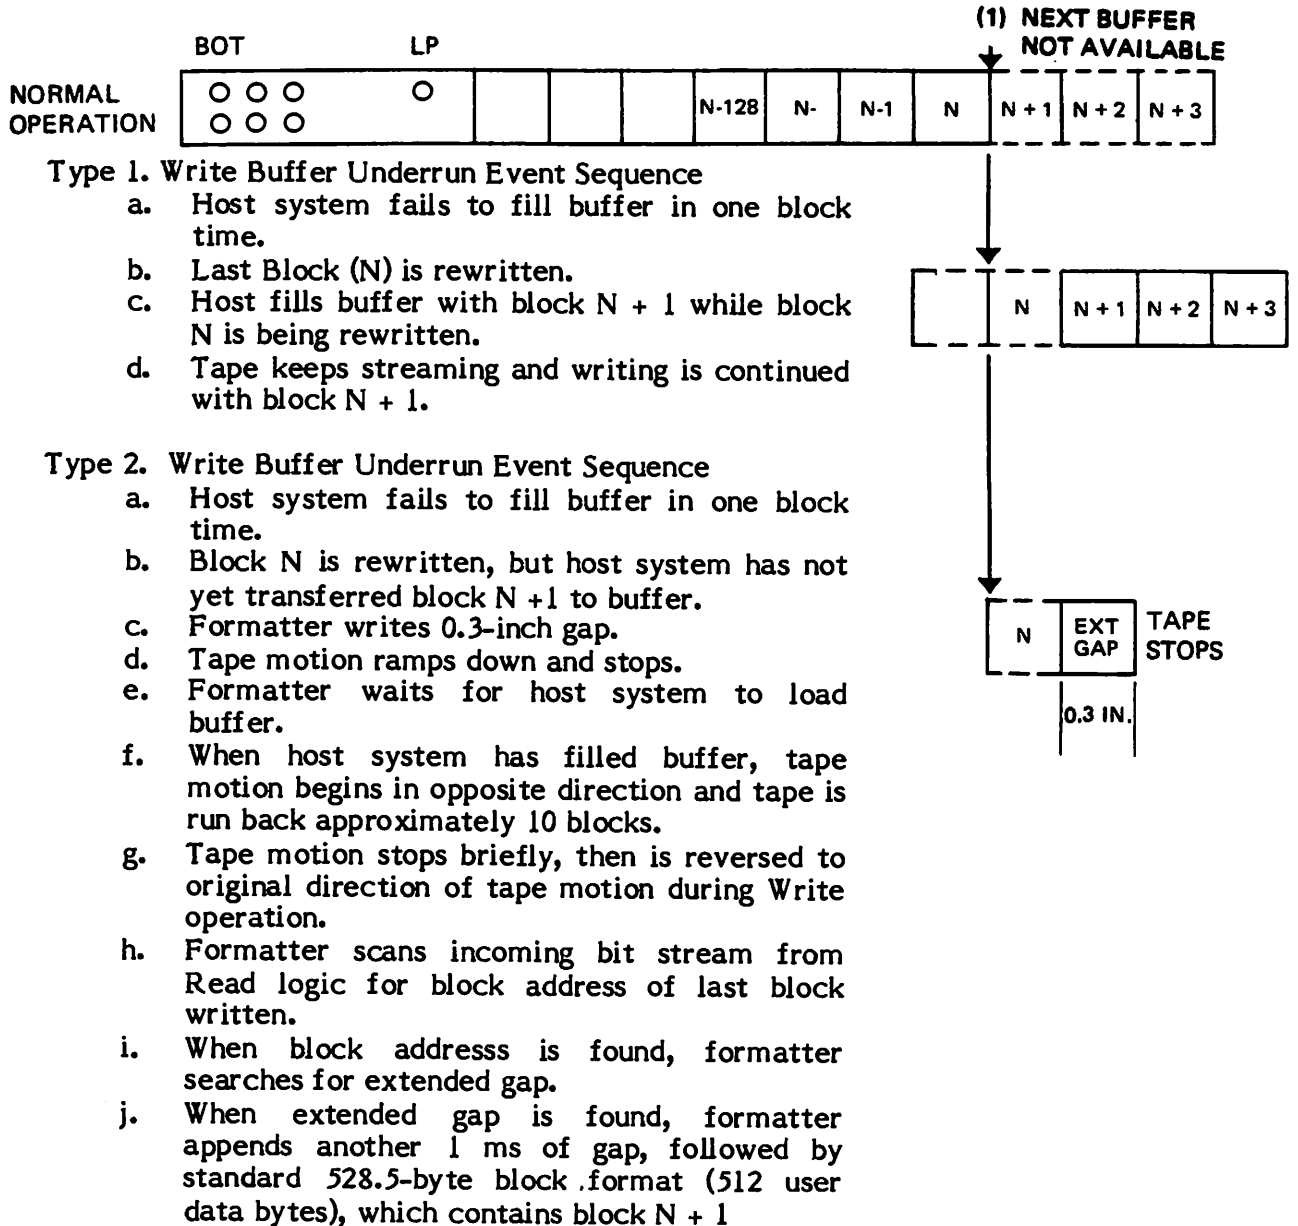 (1) NEXT BUFFER
NOT AVAILABLE
BOT LP
NORMAL
OPERATION
N-128 N- N-1 N N + 1 N + 2 N + 3
Type 1. Write Buffer Underrun Event Sequence
a. Host system fails to fill buffer in one block
time.
b. Last Block (N) is rewritten.
c. Host fills buffer with block N + 1 while block
N is being rewritten.
d. Tape keeps streaming and writing is continued
with block N + 1.
N N + 1 N + 2 N + 3
Type 2. Write Buffer Underrun Event Sequence
a. Host system fails to fill buffer in one block
time.
b. Block N is rewritten, but host system has not
yet transferred block N +1 to buffer.
c. Formatter writes 0.3-inch gap.
d. Tape motion ramps down and stops.
e. Formatter waits for host system to load
buffer.
f. When host system has filled buffer, tape
motion begins in opposite direction and tape is
run back approximately 10 blocks.
g. Tape motion stops briefly, then is reversed to
original direction of tape motion during Write
operation.
h. Formatter scans incoming bit stream from
Read logic for block address of last block
written.
i. When block addresss is found, formatter
searches for extended gap.
j. When extended gap is found, formatter
appends another 1 ms of gap, followed by
standard 528.5-byte block .format (512 user
data bytes), which contains block N + 1
N EXT
GAP
TAPE
STOPS
0.3 IN.